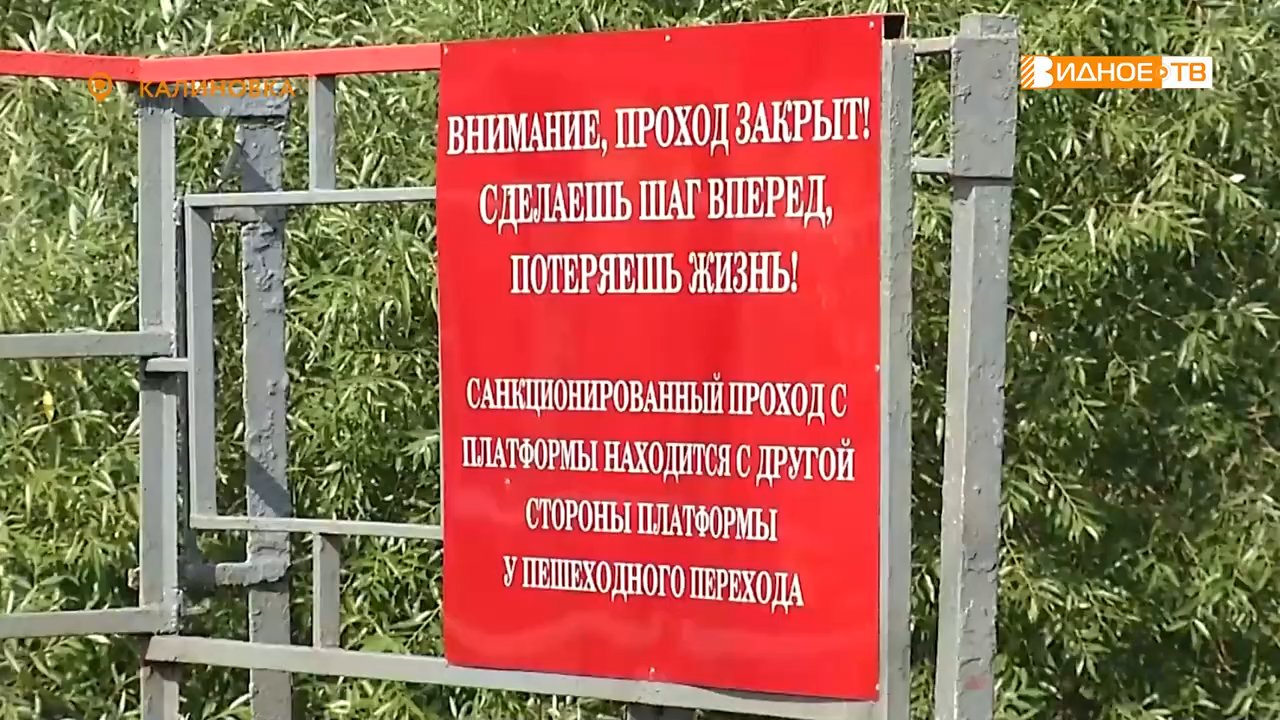 КАЛИНОВКА
ВИДНОЕ ТВ
ВНИМАНИЕ, ПРОХОД ЗАКРЫТ!
СДЕЛАЕШЬ ШАГ ВПЕРЕД,
ПОТЕРЯЕШЬ ЖИЗНЬ!
САНКЦИОНИРОВАННЫЙ ПРОХОД С
ПЛАТФОРМЫ НАХОДИТСЯ С ДРУГОЙ
СТОРОНЫ ПЛАТФОРМЫ
У ПЕШЕХОДНОГО ПЕРЕХОДА